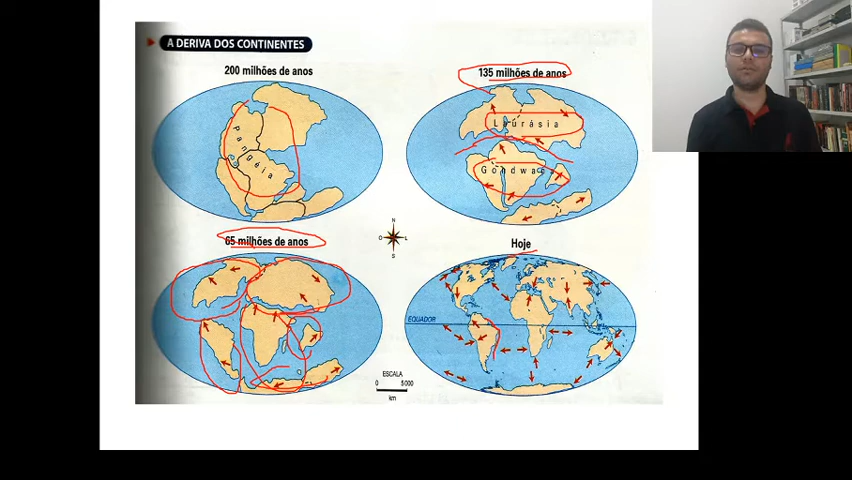 A DERIVA DOS CONTINENTES
200 milhões de anos
135 milhões de anos
Pangéia
Laurásia
Gondwana
N
O L
S
65 milhões de anos
Hoje
EQUADOR
ESCALA
0 5000
km